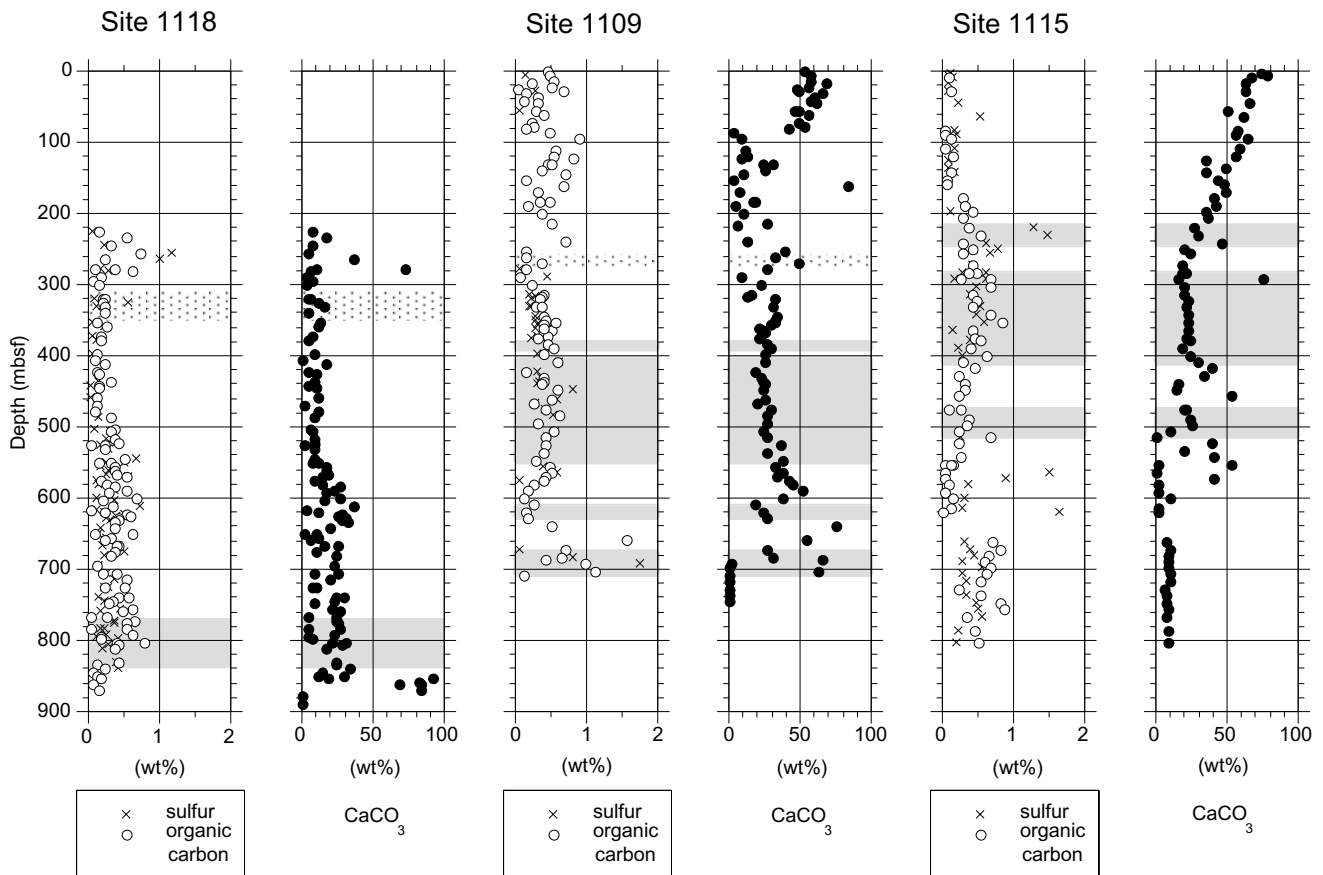 Site 1118
Site 1109
Site 1115
Depth (mbsf)
0
100
200
300
400
500
600
700
800
900
0 1 2
0 50 100
0 1 2
0 50 100
0 1 2
0 50 100
(wt%)
(wt%)
(wt%)
(wt%)
(wt%)
(wt%)
× sulfur
○ organic
carbon
CaCO3
× sulfur
○ organic
carbon
CaCO3
× sulfur
○ organic
carbon
CaCO3